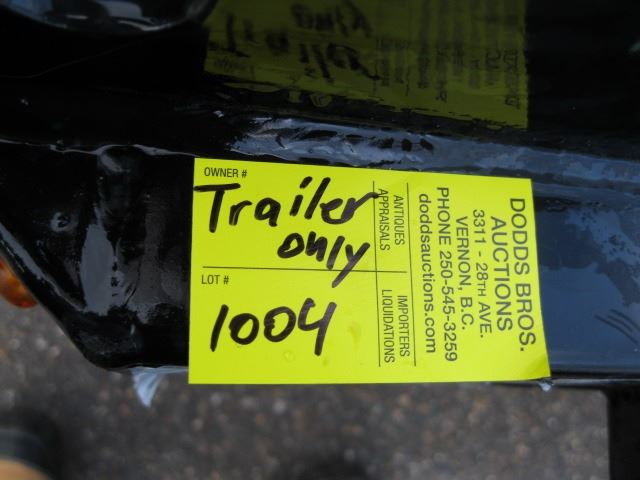 OWNER #
Trailer
only
LOT #
1004
ANTIQUES
APPRAISALS
IMPORTERS
LIQUIDATIONS
DODDS BROS.
AUCTIONS
3311 - 28TH AVE.
VERNON, B.C.
PHONE 250-545-3259
doddsauctions.com